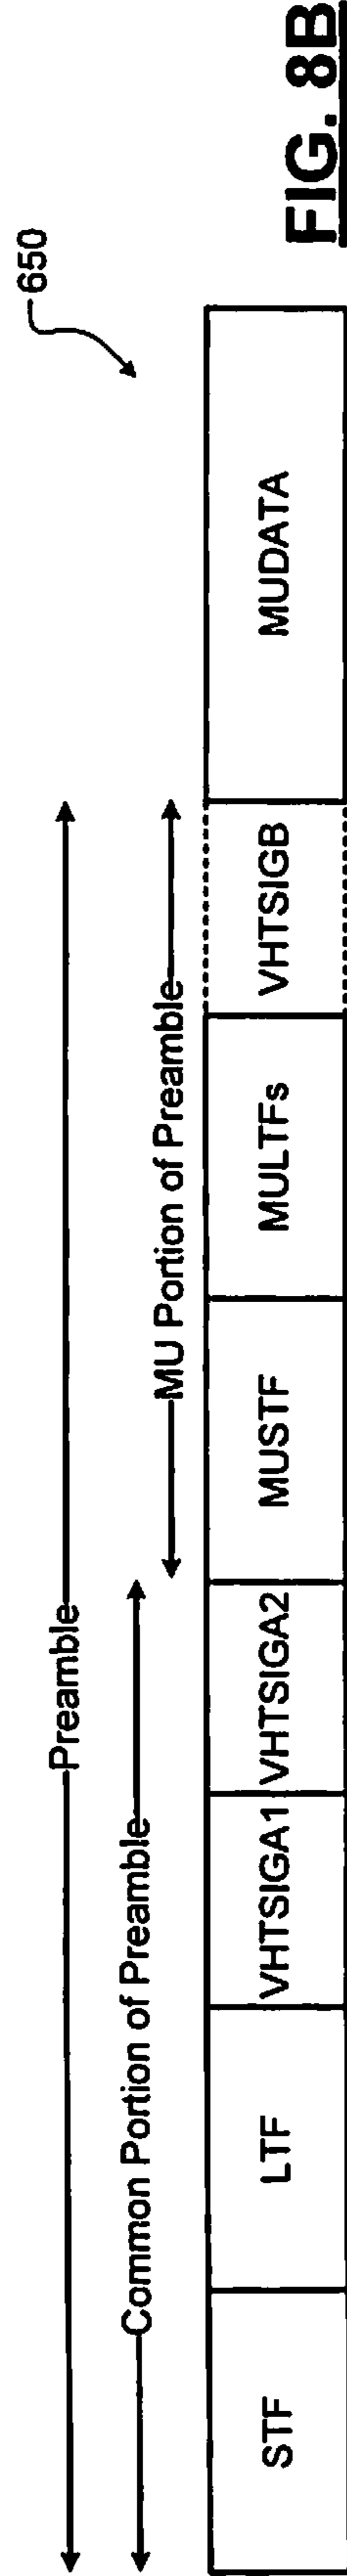 650
Preamble
Common Portion of Preamble
MU Portion of Preamble
STF
LTF
VHTSIGA1
VHTSIGA2
MUSTF
MULTFs
VHTSIGB
MUDATA
FIG. 8B